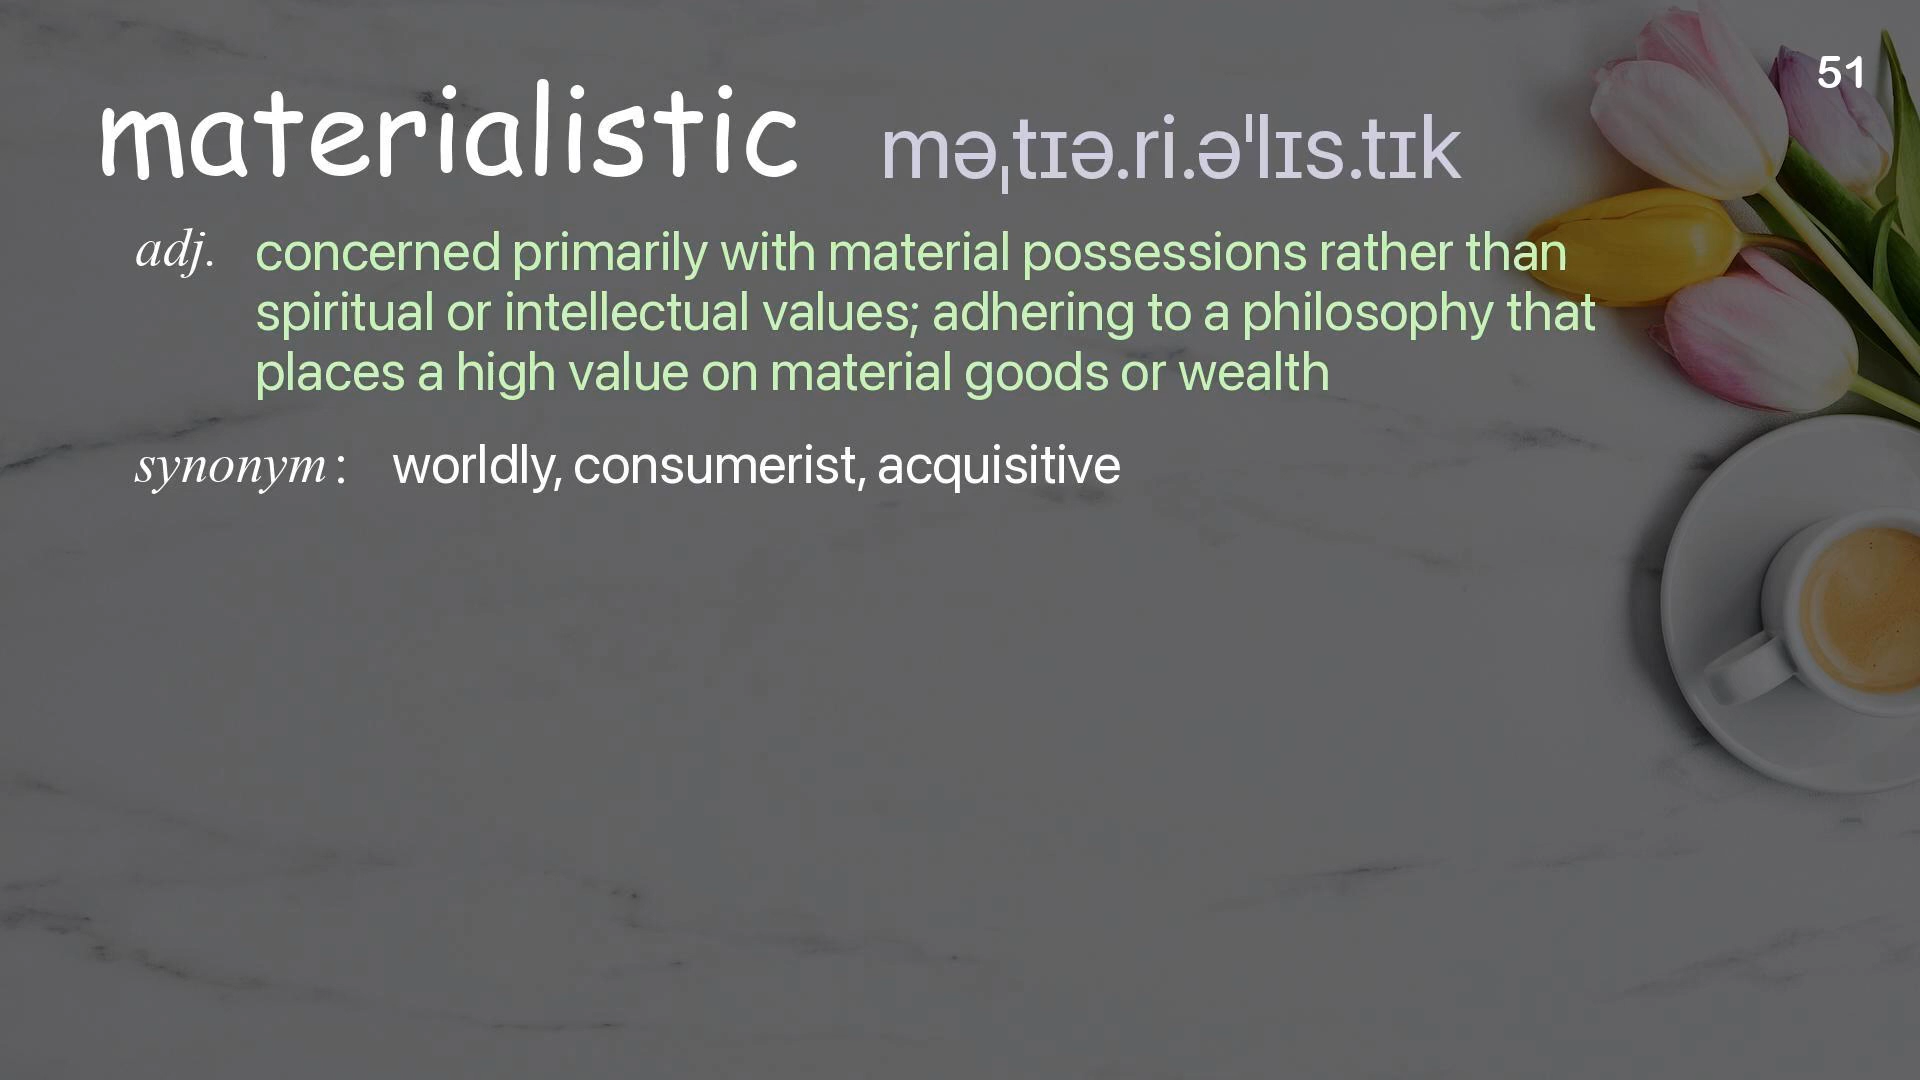 51
materialistic məˌtɪə.ri.əˈlɪs.tɪk
adj. concerned primarily with material possessions rather than
spiritual or intellectual values; adhering to a philosophy that
places a high value on material goods or wealth
synonym : worldly, consumerist, acquisitive